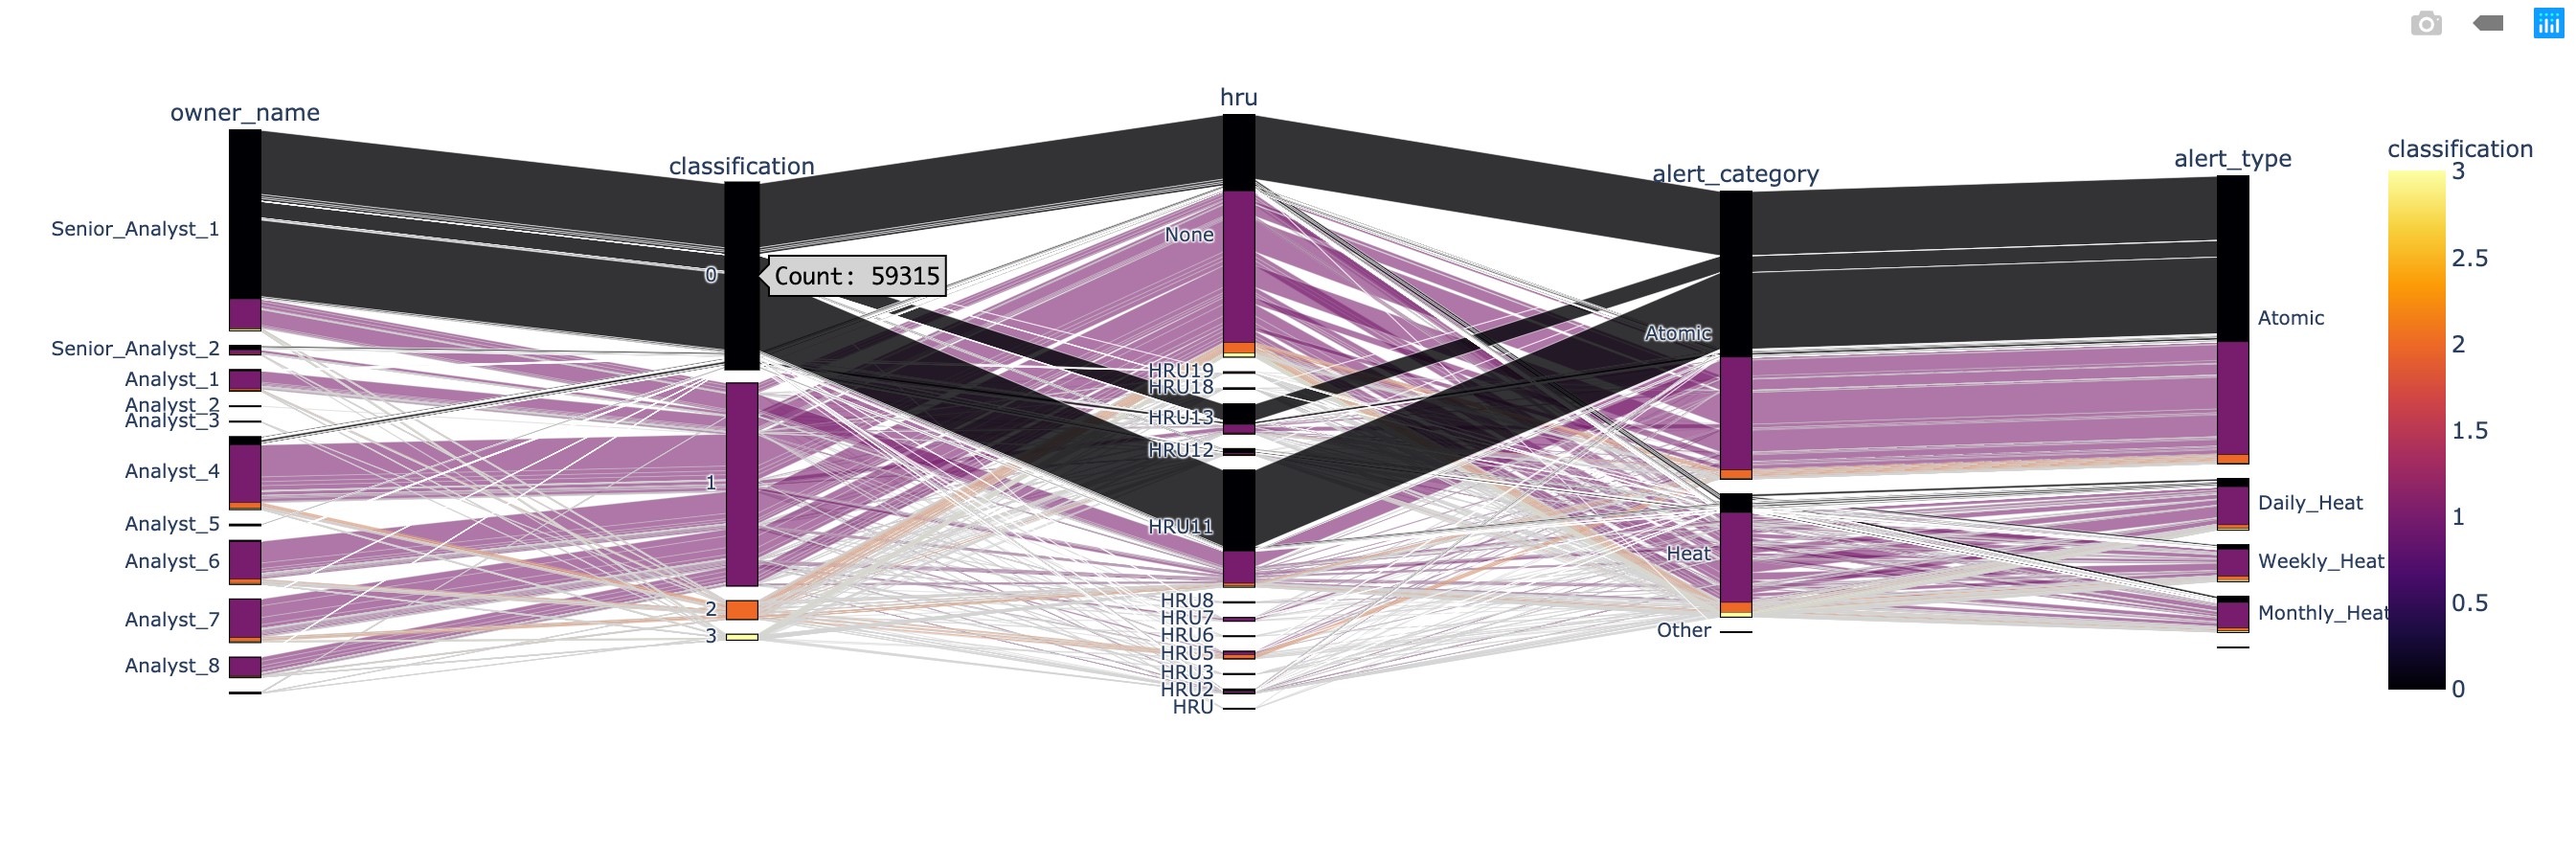 owner_name
Senior_Analyst_1
Senior_Analyst_2
Analyst_1
Analyst_2
Analyst_3
Analyst_4
Analyst_5
Analyst_6
Analyst_7
Analyst_8
classification
0
Count: 59315
1
2
3
hru
None
HRU19
HRU18
HRU13
HRU12
HRU11
HRU8
HRU7
HRU6
HRU5
HRU3
HRU2
HRU
alert_category
Atomic
Heat
Other
alert_type
Atomic
Daily_Heat
Weekly_Heat
Monthly_Heat
classification
3
2.5
2
1.5
1
0.5
0